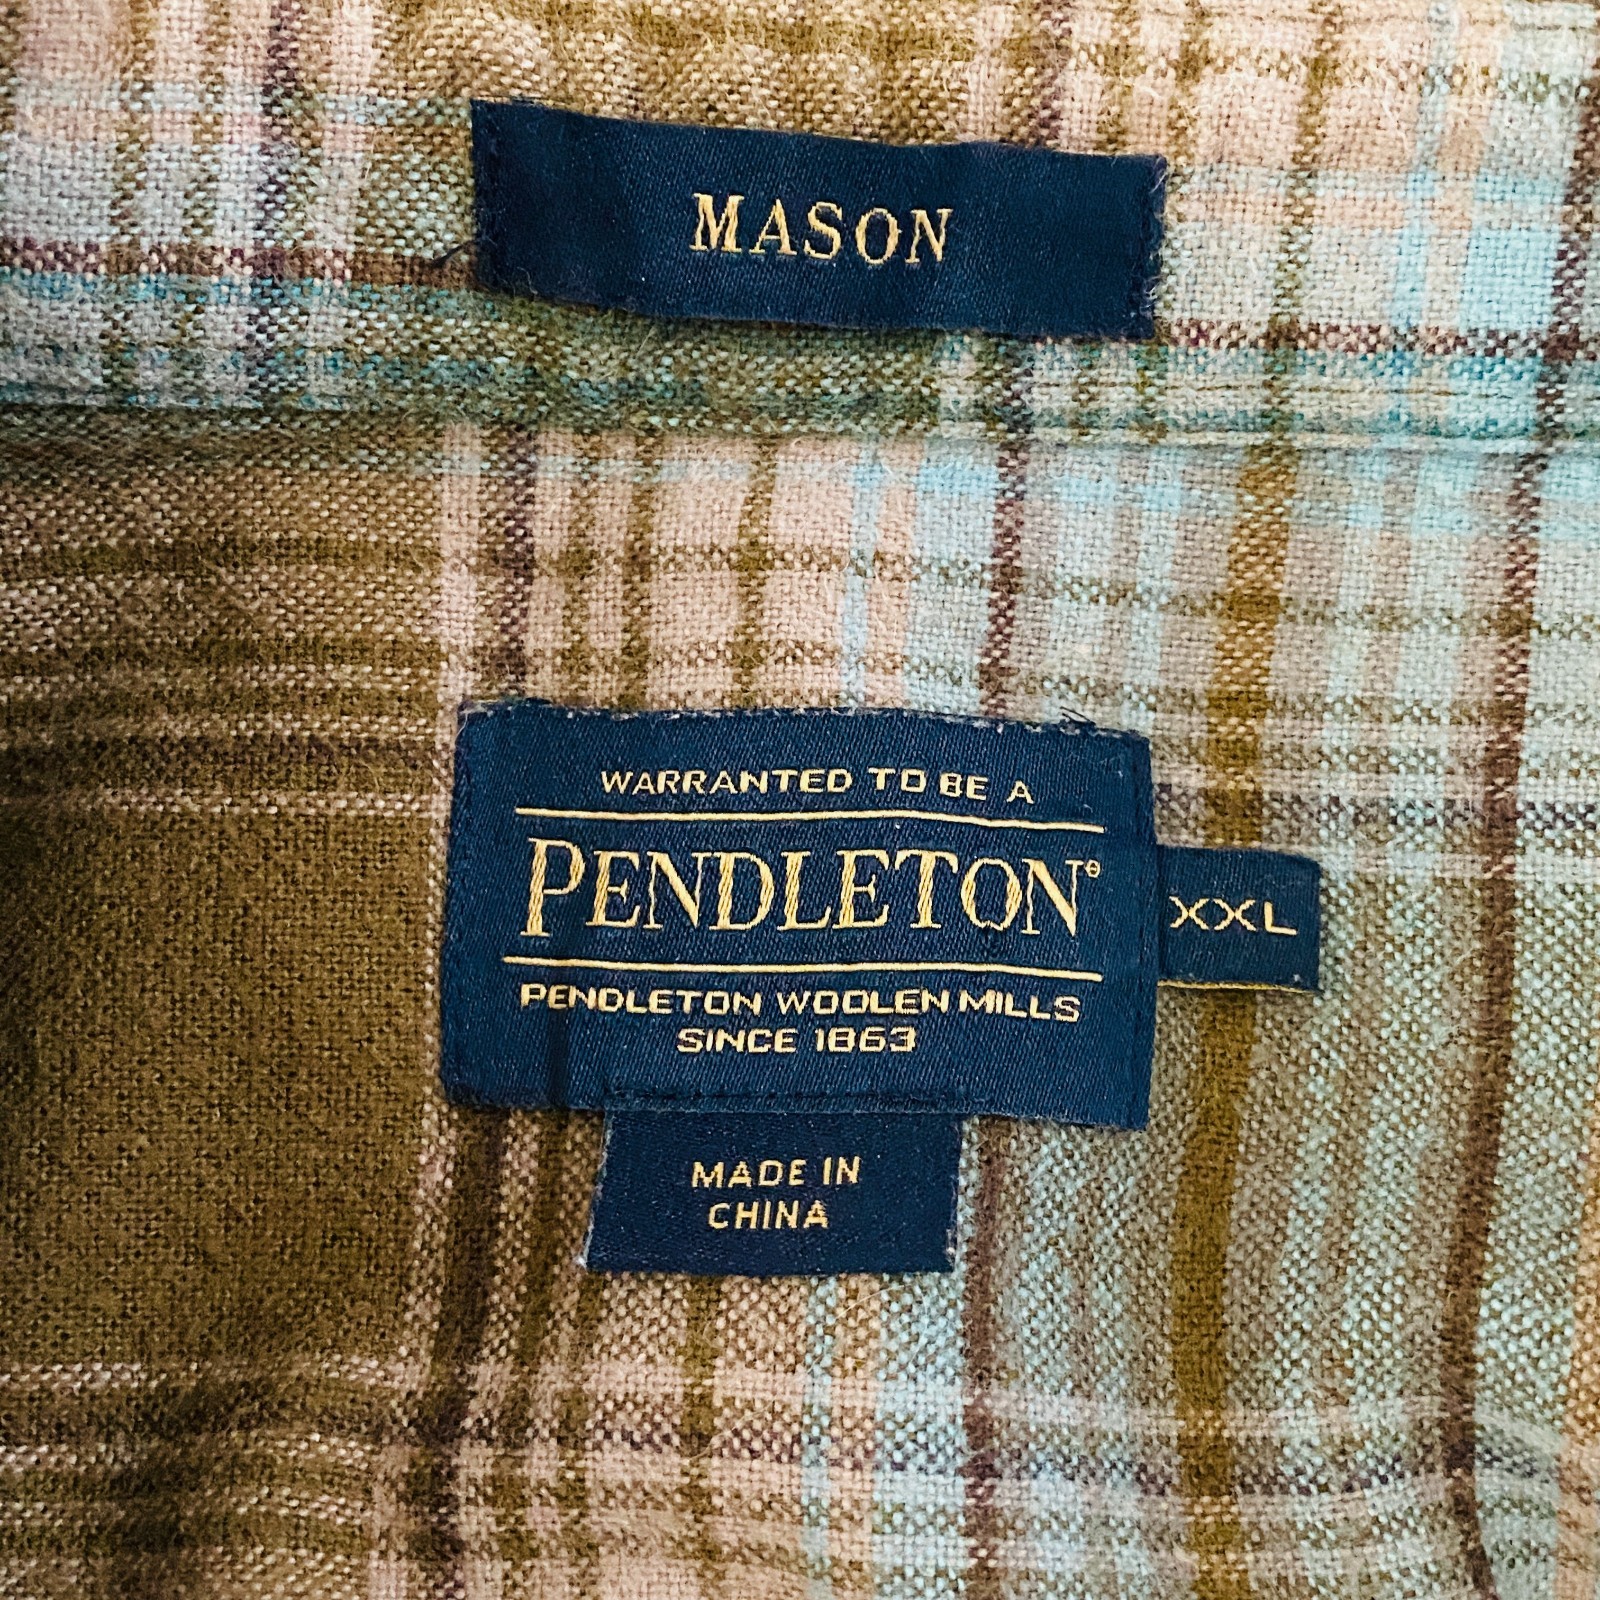 MASON
WARRANTED TO BE A
PENDLETON®
XXL
PENDLETON WOOLEN MILLS
SINCE 1863
MADE IN
CHINA